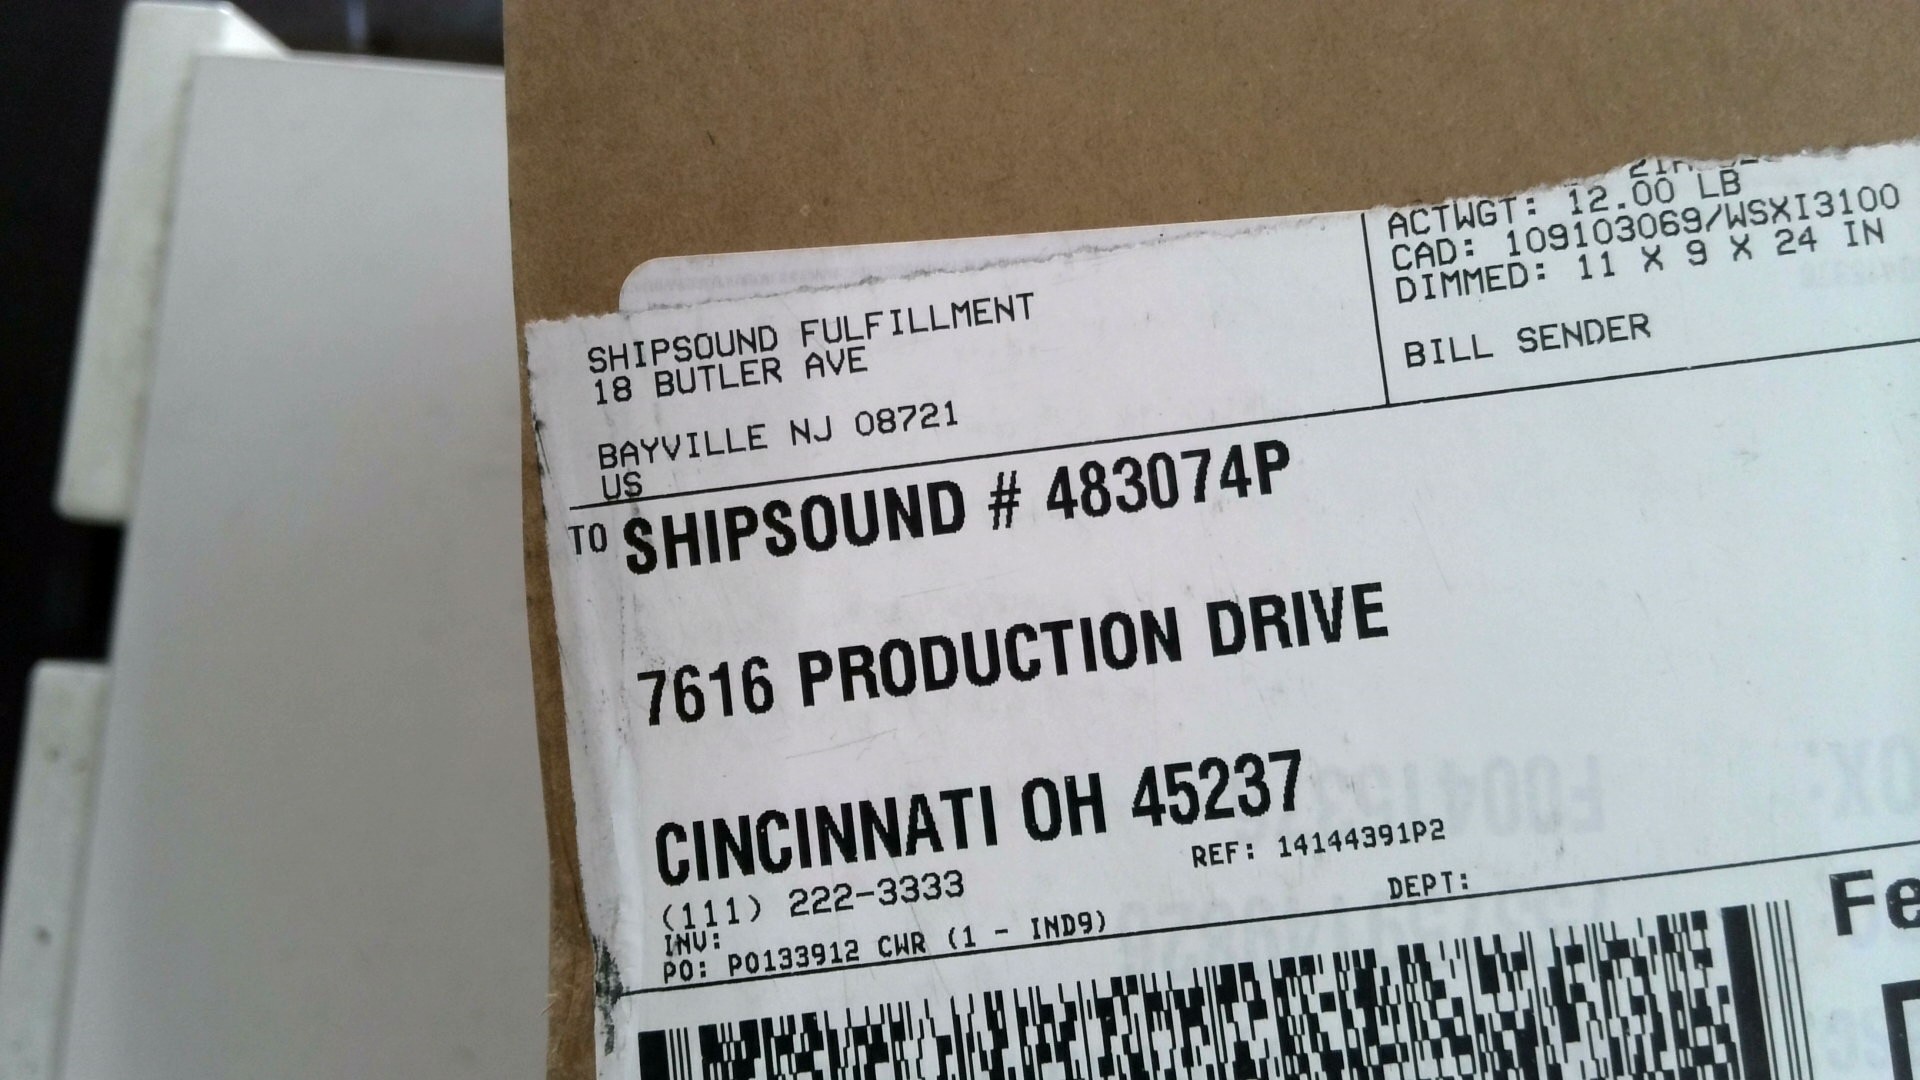 SHIPSOUND FULFILLMENT
18 BUTLER AVE
BAYVILLE NJ 08721
US
ACTWGT: 12.00 LB
CAD: 109103069/WSXI3100
DIMMED: 11 X 9 X 24 IN
BILL SENDER
TO SHIPSOUND # 483074P
7616 PRODUCTION DRIVE
CINCINNATI OH 45237
(111) 222-3333
REF: 14144391P2
INV:
PO: PO133912 CWR (1 - IND9)
DEPT:
Fe